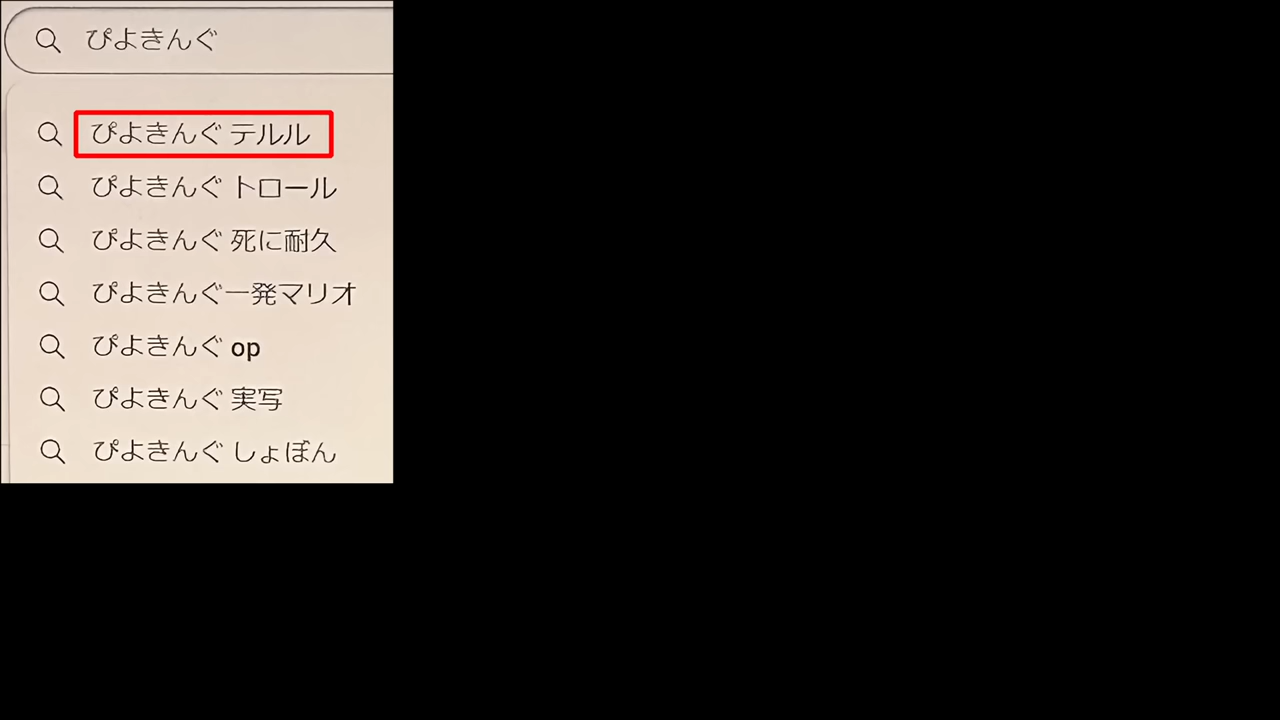 ぴよきんぐ
ぴよきんぐ テルル
ぴよきんぐ トロール
ぴよきんぐ 死に耐久
ぴよきんぐ一発マリオ
ぴよきんぐ op
ぴよきんぐ 実写
ぴよきんぐ しょぼん